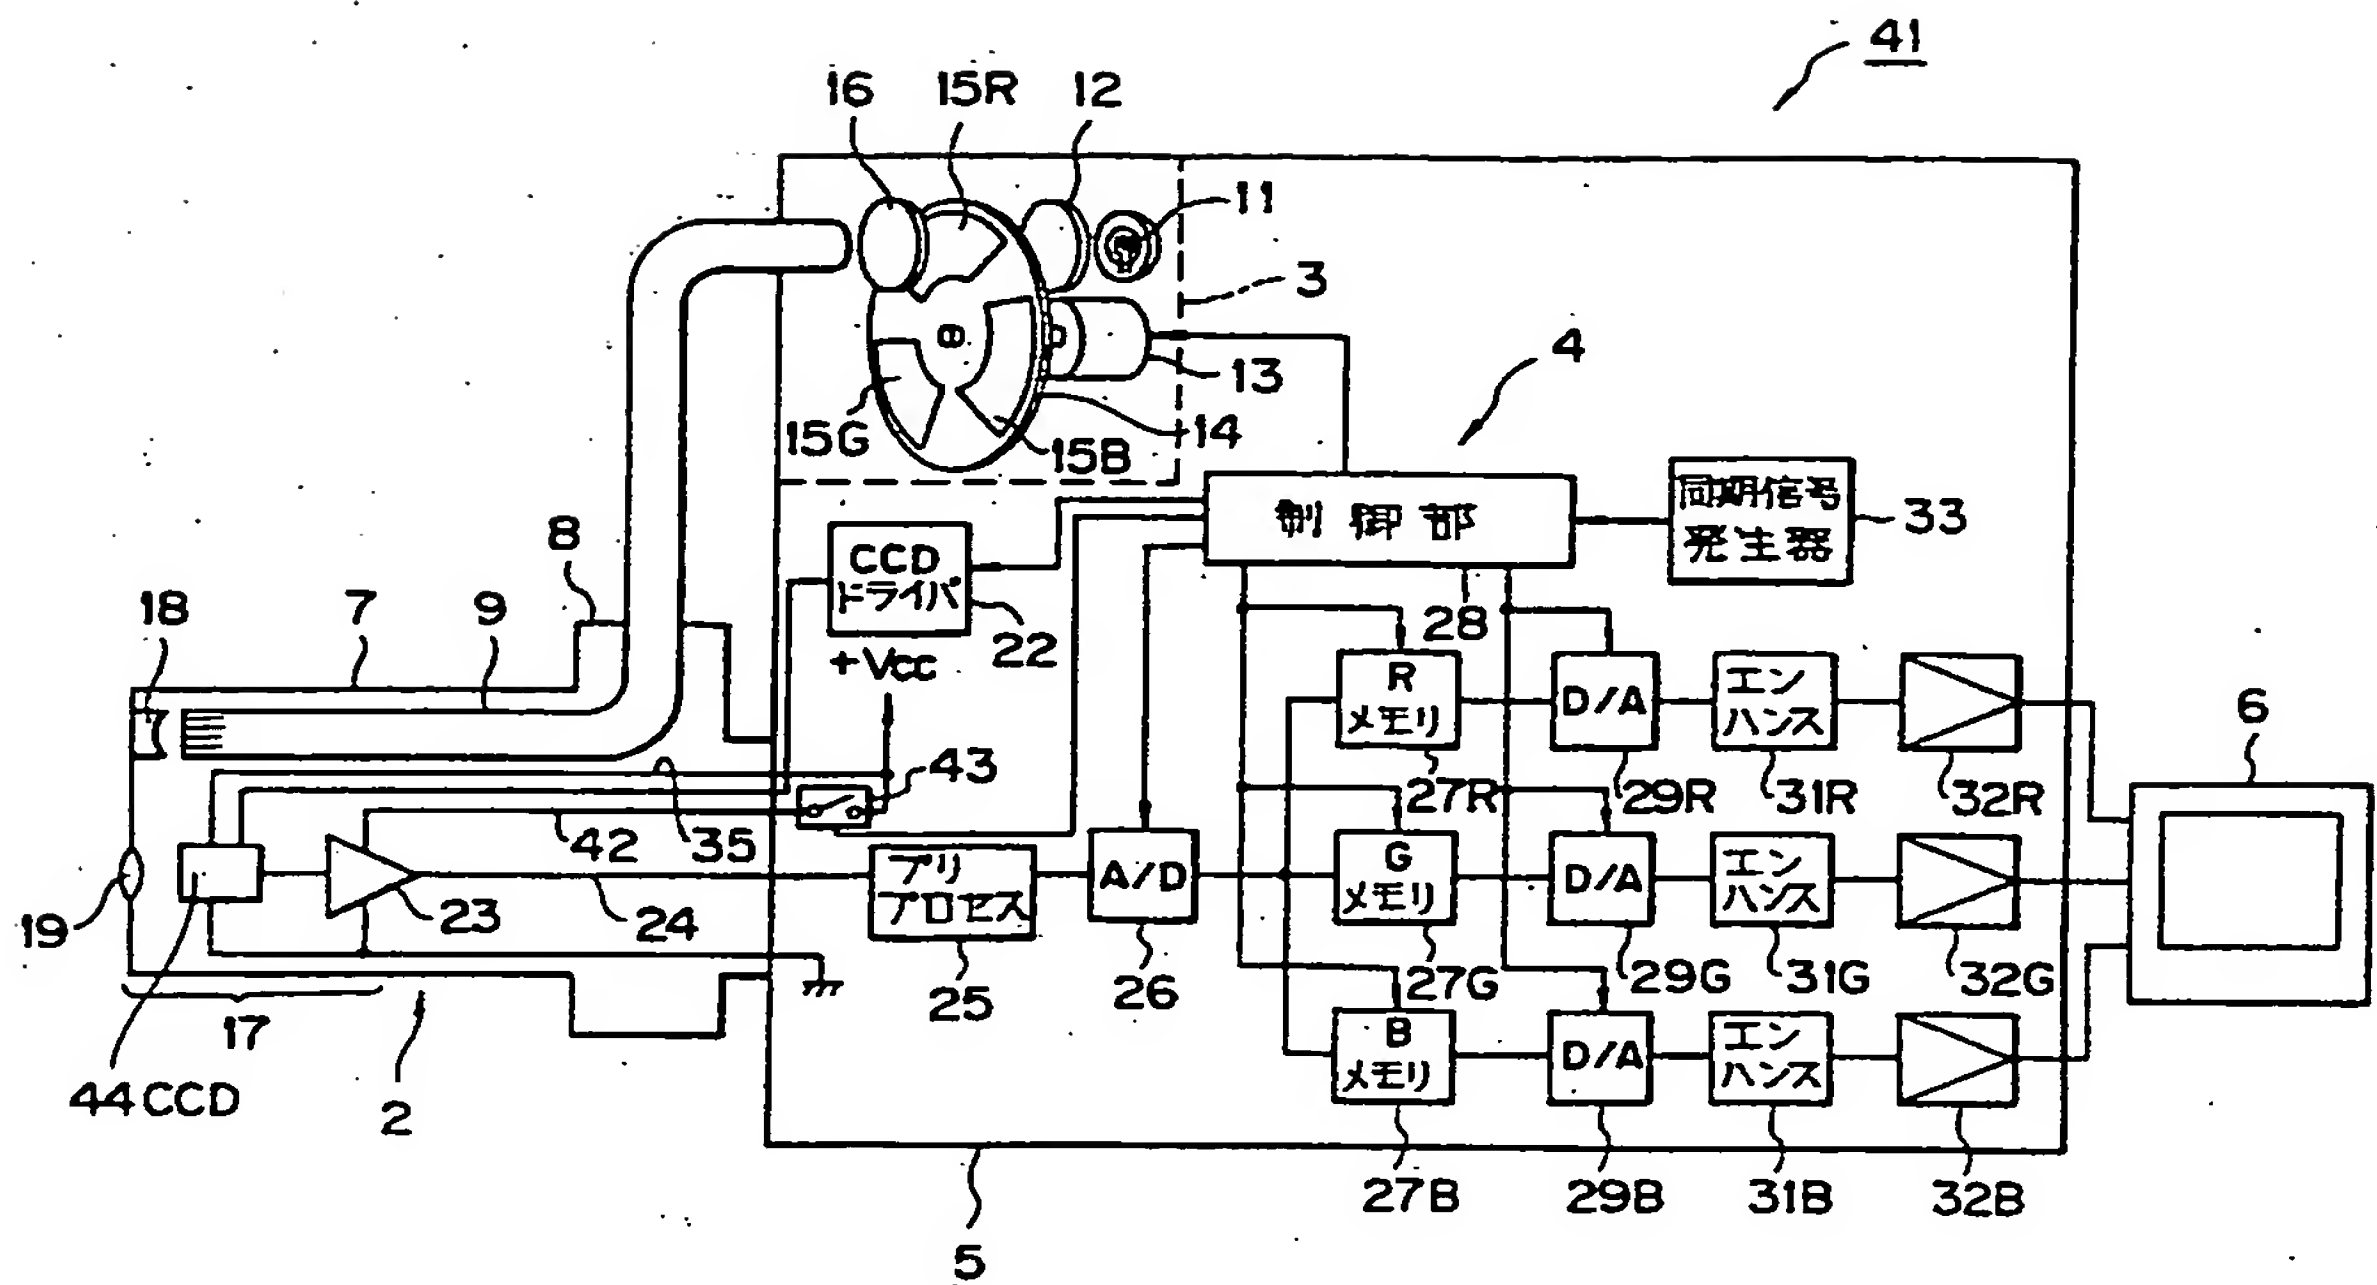 41
16
15R
12
11
3
13
4
15G
15B
14
制御部
同期信号
発生器
33
8
CCD
ドライバ
22
28
+Vcc
18
7
9
R
メモリ
D/A
エン
ハンス
6
43
27R
29R
31R
32R
42
35
プリ
プロセス
A/D
G
メモリ
D/A
エン
ハンス
19
23
24
25
26
27G
29G
31G
32G
17
B
メモリ
D/A
エン
ハンス
44CCD
2
27B
29B
31B
32B
5